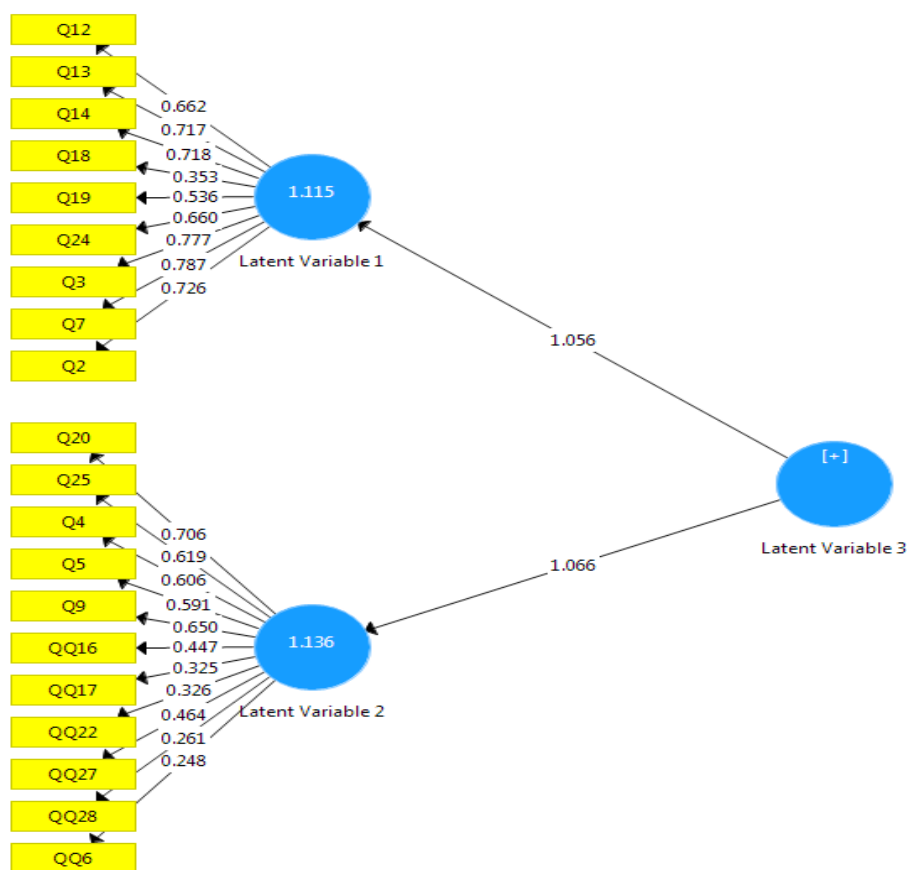 Q12
Q13
Q14
Q18
Q19
Q24
Q3
Q7
Q2
0.662
0.717
0.718
0.353
0.536
0.660
0.777
0.787
0.726
1.115
Latent Variable 1
1.056
Q20
Q25
Q4
Q5
Q9
QQ16
QQ17
QQ22
QQ27
QQ28
QQ6
0.706
0.619
0.606
0.591
0.650
0.447
0.325
0.326
0.464
0.261
0.248
1.136
Latent Variable 2
1.066
[+]
Latent Variable 3